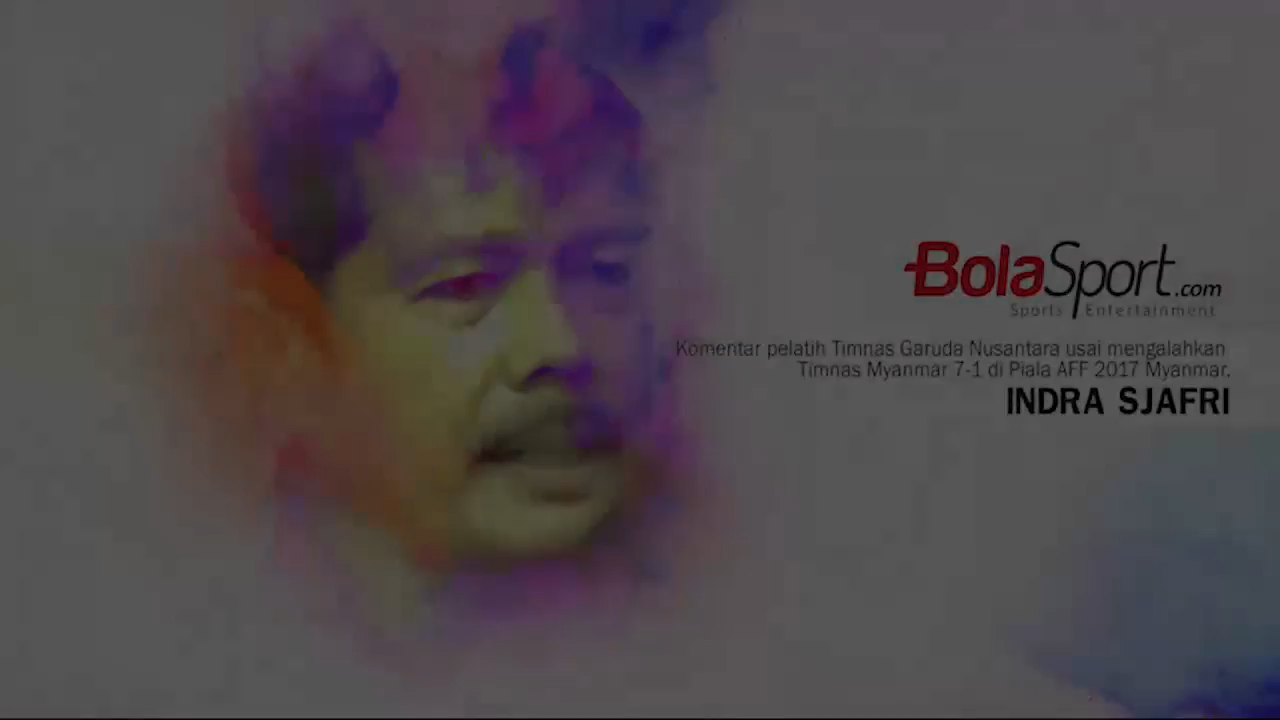 BolaSport.com
Sports Entertainment
Komentar pelatih Timnas Garuda Nusantara usai mengalahkan
Timnas Myanmar 7-1 di Piala AFF 2017 Myanmar.
INDRA SJAFRI